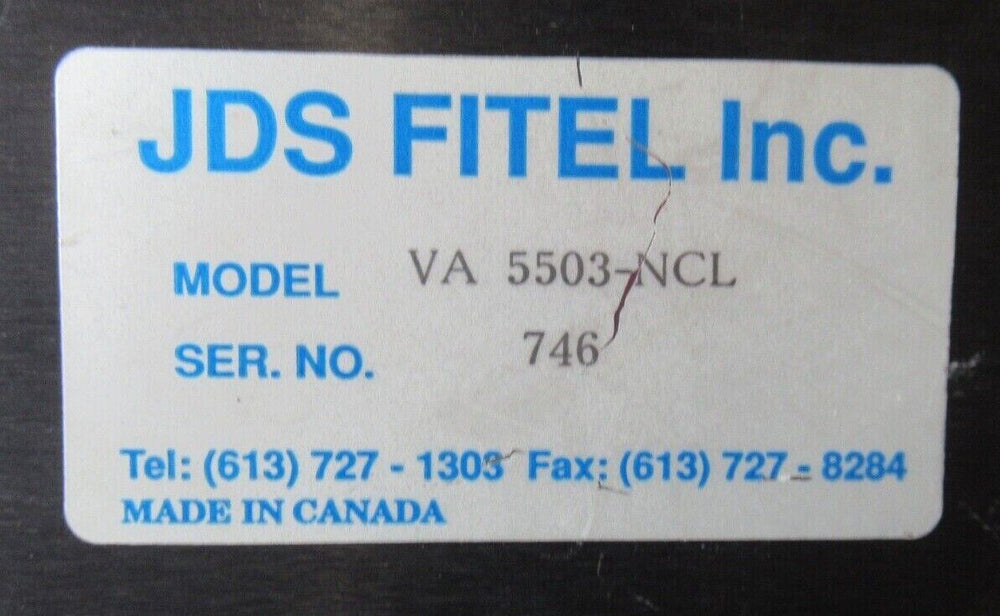 JDS FITEL Inc.
MODEL VA 5503-NCL
SER. NO. 746
Tel: (613) 727 - 1303 Fax: (613) 727 - 8284
MADE IN CANADA